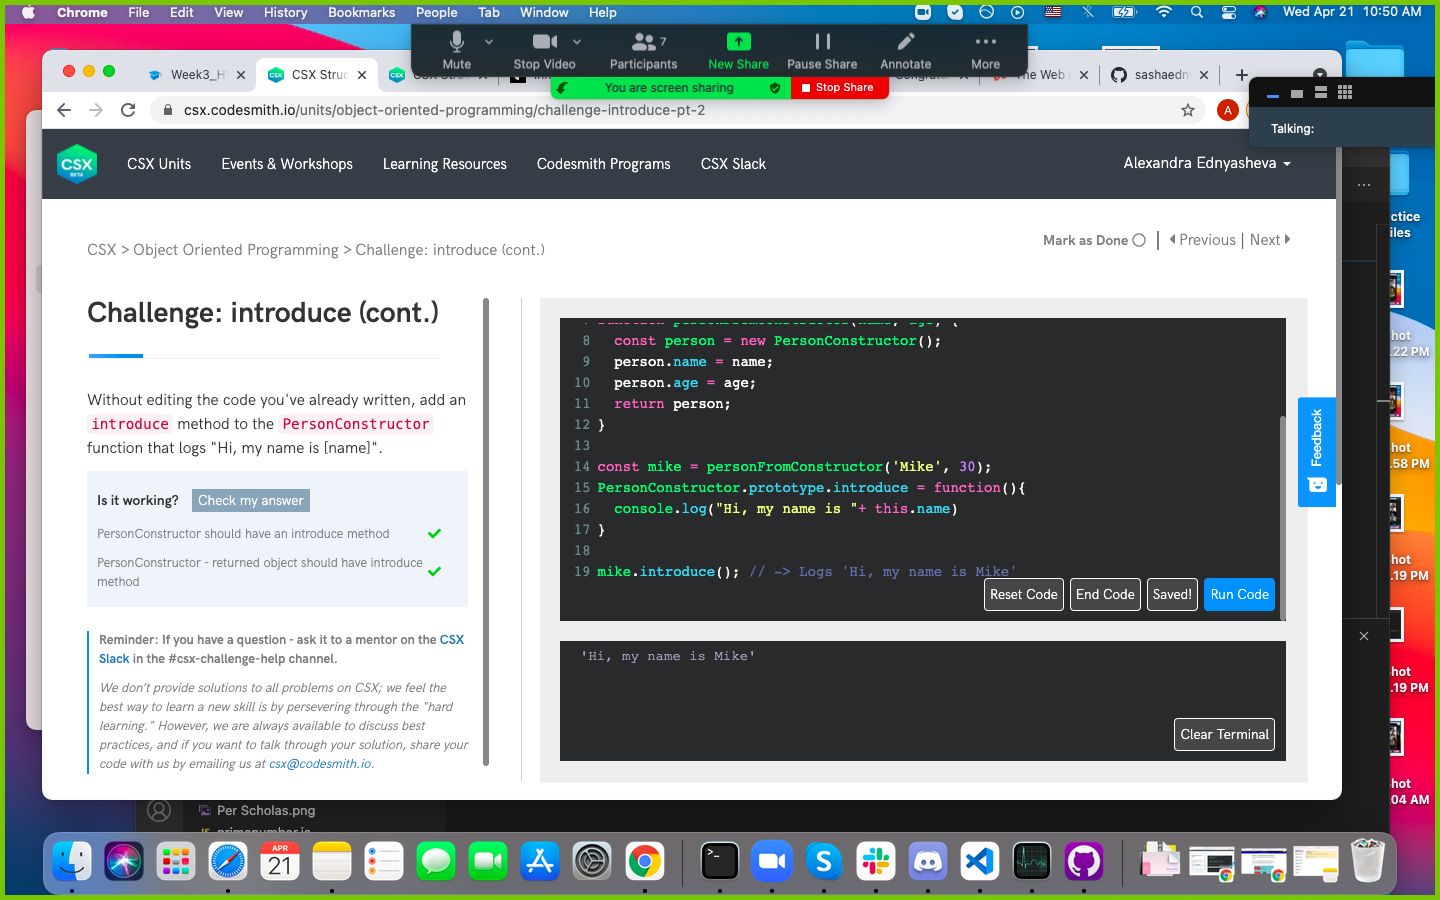 Chrome File Edit View History Bookmarks People Tab Window Help Wed Apr 21 10:50 AM
Mute Stop Video 7 Participants New Share Pause Share Annotate More
You are screen sharing Stop Share
Week3_H CSX Struc The Web sashaedn
csx.codesmith.io/units/object-oriented-programming/challenge-introduce-pt-2
A
Talking:
CSX
BETA
CSX Units Events & Workshops Learning Resources Codesmith Programs CSX Slack Alexandra Ednyasheva
CSX > Object Oriented Programming > Challenge: introduce (cont.)
Mark as Done | Previous | Next
Challenge: introduce (cont.)
Without editing the code you've already written, add an
introduce method to the PersonConstructor
function that logs "Hi, my name is [name]".
Is it working? Check my answer
PersonConstructor should have an introduce method
PersonConstructor - returned object should have introduce
method
Reminder: If you have a question - ask it to a mentor on the CSX
Slack in the #csx-challenge-help channel.
We don't provide solutions to all problems on CSX; we feel the
best way to learn a new skill is by persevering through the "hard
learning." However, we are always available to discuss best
practices, and if you want to talk through your solution, share your
code with us by emailing us at csx@codesmith.io.
8 const person = new PersonConstructor();
9 person.name = name;
10 person.age = age;
11 return person;
12 }
13
14 const mike = personFromConstructor('Mike', 30);
15 PersonConstructor.prototype.introduce = function(){
16 console.log("Hi, my name is "+ this.name)
17 }
18
19 mike.introduce(); // -> Logs 'Hi, my name is Mike'
Reset Code End Code Saved! Run Code
'Hi, my name is Mike'
Clear Terminal
Feedback
ctice
iles
hot
.22 PM
hot
.58 PM
hot
.19 PM
hot
.19 PM
hot
.04 AM
Per Scholas.png
APR
21